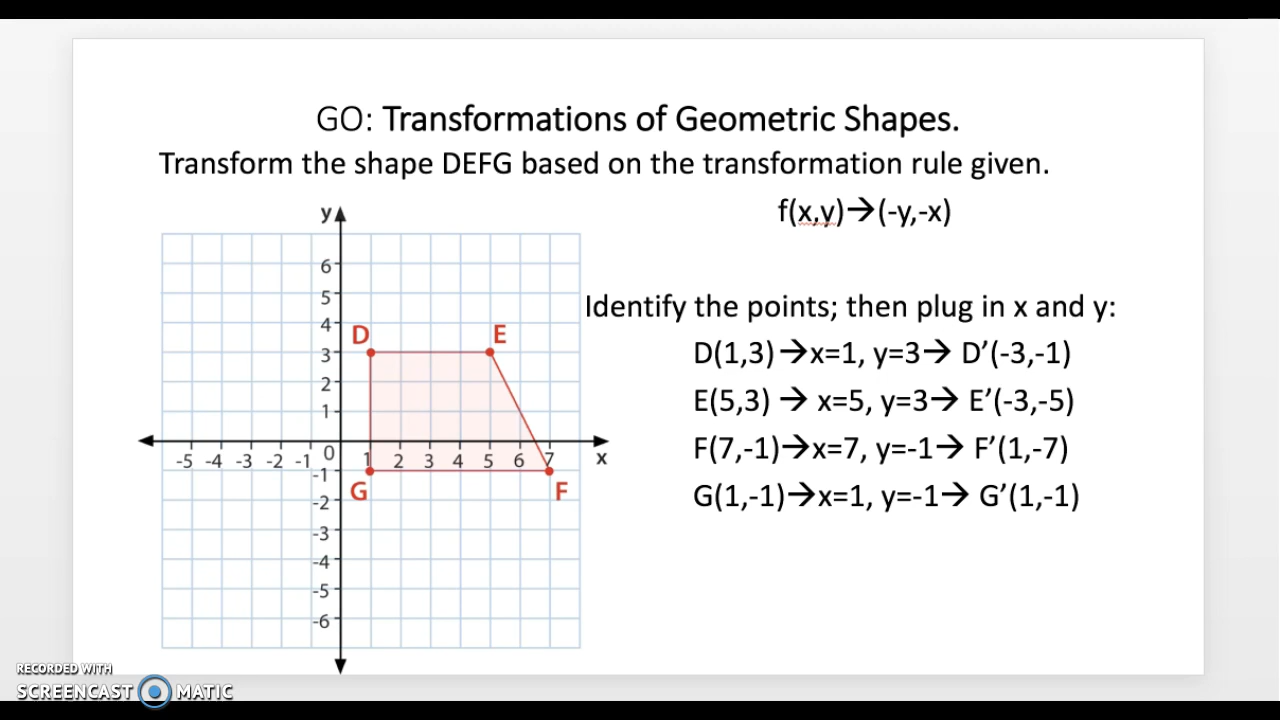 GO: Transformations of Geometric Shapes.
Transform the shape DEFG based on the transformation rule given.
f(x,y)→(-y,-x)
y
6
5
4
3
2
1
D
E
-5 -4 -3 -2 -1 0 1 2 3 4 5 6 7 x
-1
-2
-3
-4
-5
-6
G
F
Identify the points; then plug in x and y:
D(1,3)→x=1, y=3→ D’(-3,-1)
E(5,3) → x=5, y=3→ E’(-3,-5)
F(7,-1)→x=7, y=-1→ F’(1,-7)
G(1,-1)→x=1, y=-1→ G’(1,-1)
RECORDED WITH
SCREENCAST MATIC